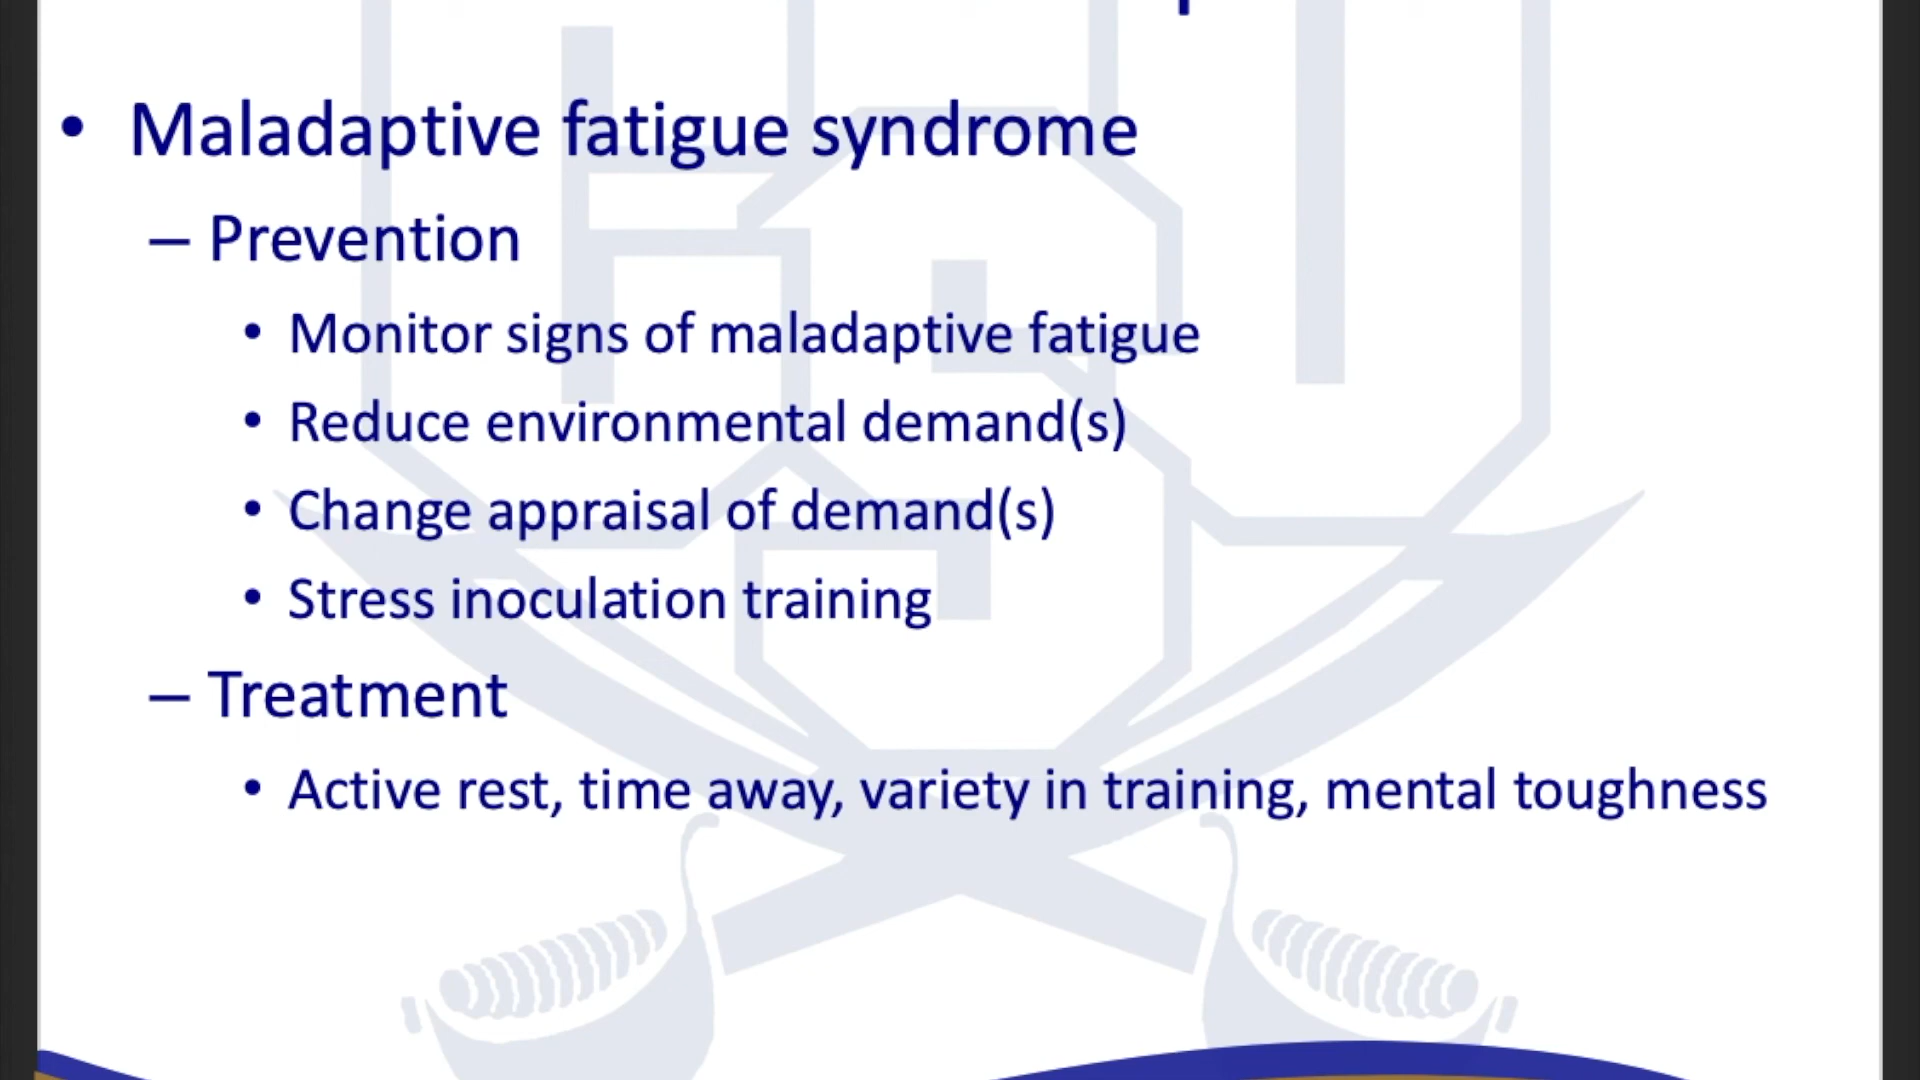 • Maladaptive fatigue syndrome
– Prevention
• Monitor signs of maladaptive fatigue
• Reduce environmental demand(s)
• Change appraisal of demand(s)
• Stress inoculation training
– Treatment
• Active rest, time away, variety in training, mental toughness